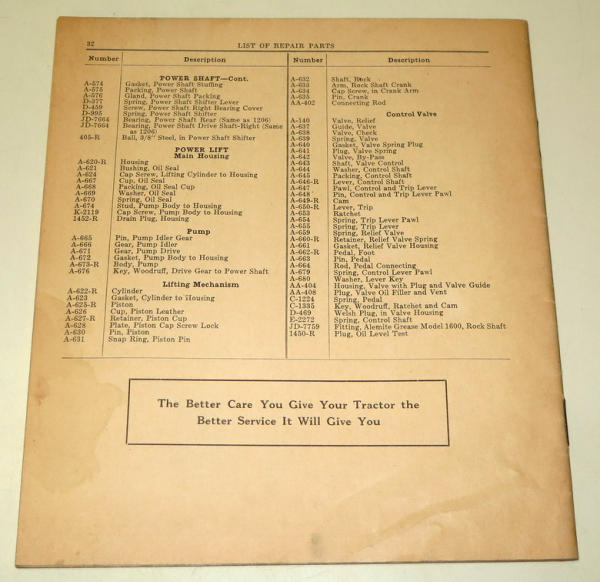 32
LIST OF REPAIR PARTS
Number Description
POWER SHAFT—Cont.
A-574 Gasket, Power Shaft Stuffing
A-575 Packing, Power Shaft
A-576 Gland, Power Shaft Packing
D-377 Spring, Power Shaft Shifter Lever
D-459 Screw, Power Shaft Right Bearing Cover
D-995 Spring, Power Shaft Shifter
JD-7664 Bearing, Power Shaft Rear (Same as 1206)
JD-7664 Bearing, Power Shaft Drive Shaft-Right (Same
as 1206)
405-R Ball, 3/8" Steel, in Power Shaft Shifter
POWER LIFT
Main Housing
A-620-R Housing
A-621 Bushing, Oil Seal
A-624 Cap Screw, Lifting Cylinder to Housing
A-667 Cup, Oil Seal
A-668 Packing, Oil Seal Cup
A-669 Washer, Oil Seal
A-670 Spring, Oil Seal
A-674 Stud, Pump Body to Housing
K-2119 Cap Screw, Pump Body to Housing
1452-R Drain Plug, Housing
Pump
A-665 Pin, Pump Idler Gear
A-666 Gear, Pump Idler
A-671 Gear, Pump Drive
A-672 Gasket, Pump Body to Housing
A-673-R Body, Pump
A-676 Key, Woodruff, Drive Gear to Power Shaft
Lifting Mechanism
A-622-R Cylinder
A-623 Gasket, Cylinder to Housing
A-625-R Piston
A-626 Cup, Piston Leather
A-627-R Retainer, Piston Cup
A-628 Plate, Piston Cap Screw Lock
A-630 Pin, Piston
A-631 Snap Ring, Piston Pin
Number Description
A-632 Shaft, Rock
A-633 Arm, Rock Shaft Crank
A-634 Cap Screw, in Crank Arm
A-635 Pin, Crank
AA-402 Connecting Rod
Control Valve
A-140 Valve, Relief
A-637 Guide, Valve
A-638 Valve, Check
A-639 Spring, Valve
A-640 Gasket, Valve Spring Plug
A-641 Plug, Valve Spring
A-642 Valve, By-Pass
A-643 Shaft, Valve Control
A-644 Washer, Control Shaft
A-645 Packing, Control Shaft
A-646-R Lever, Control Shaft
A-647 Pawl, Control and Trip Lever
A-648 Pin, Control and Trip Lever Pawl
A-649-R Cam
A-650-R Lever, Trip
A-653 Ratchet
A-654 Spring, Trip Lever Pawl
A-655 Spring, Trip Lever
A-659 Spring, Relief Valve
A-660-R Retainer, Relief Valve Spring
A-661 Gasket, Relief Valve Housing
A-662-R Pedal, Foot
A-663 Pin, Pedal
A-664 Rod, Pedal Connecting
A-679 Spring, Control Lever Pawl
A-680 Washer, Lever Key
AA-404 Housing, Valve with Plug and Valve Guide
AA-408 Plug, Valve Oil Filler and Vent
C-1224 Spring, Pedal
C-1335 Key, Woodruff, Ratchet and Cam
D-469 Welsh Plug, in Valve Housing
E-2272 Spring, Control Shaft
JD-7759 Fitting, Alemite Grease Model 1600, Rock Shaft
1450-R Plug, Oil Level Test
The Better Care You Give Your Tractor the
Better Service It Will Give You